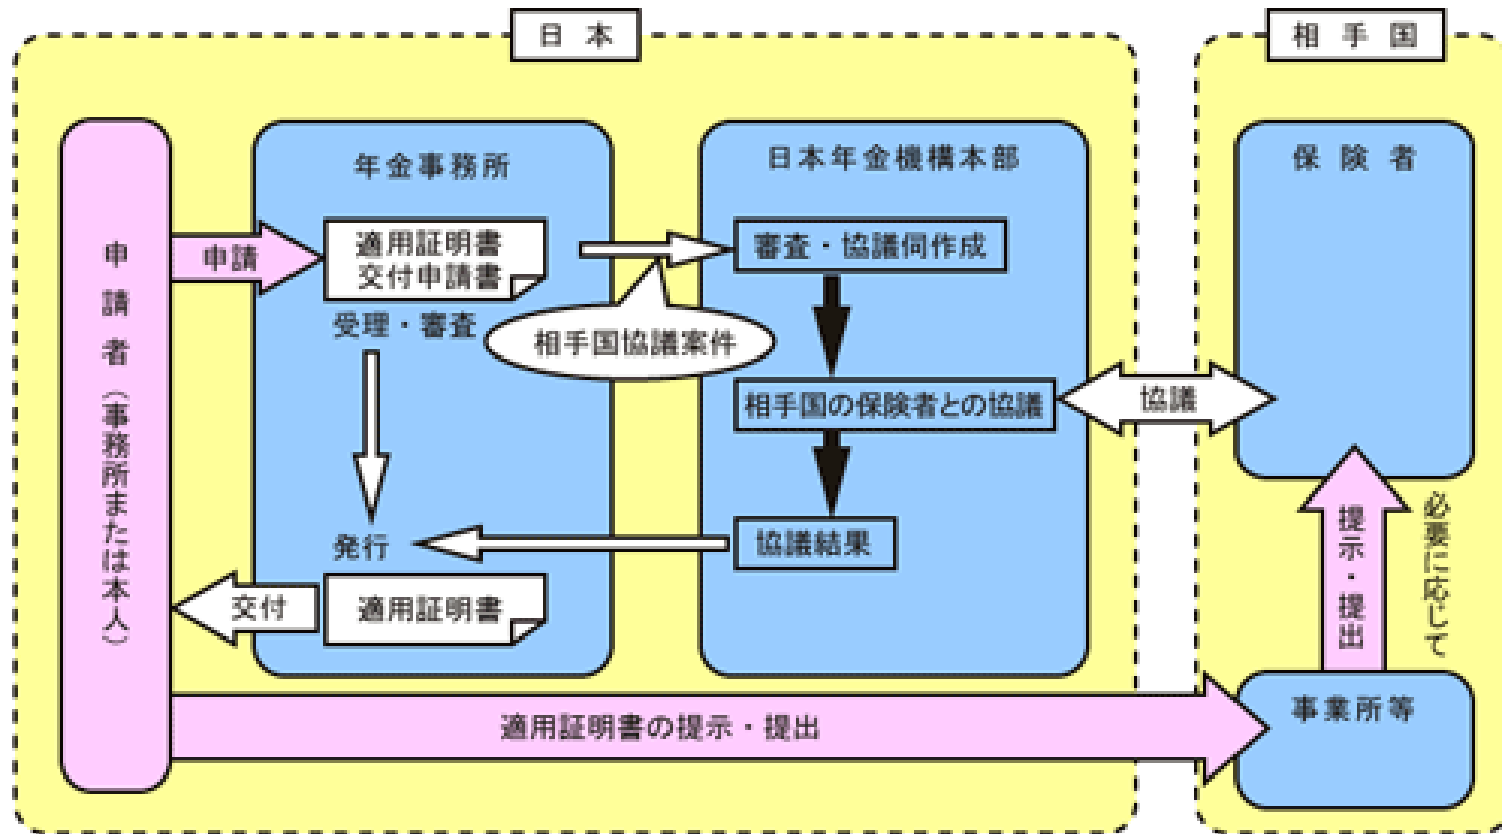 日本
相手国
申請者(事務所または本人)
年金事務所
日本年金機構本部
保険者
申請
適用証明書
交付申請書
受理・審査
相手国協議案件
審査・協議伺作成
相手国の保険者との協議
協議
協議結果
発行
適用証明書
交付
提示・提出
必要に応じて
適用証明書の提示・提出
事業所等